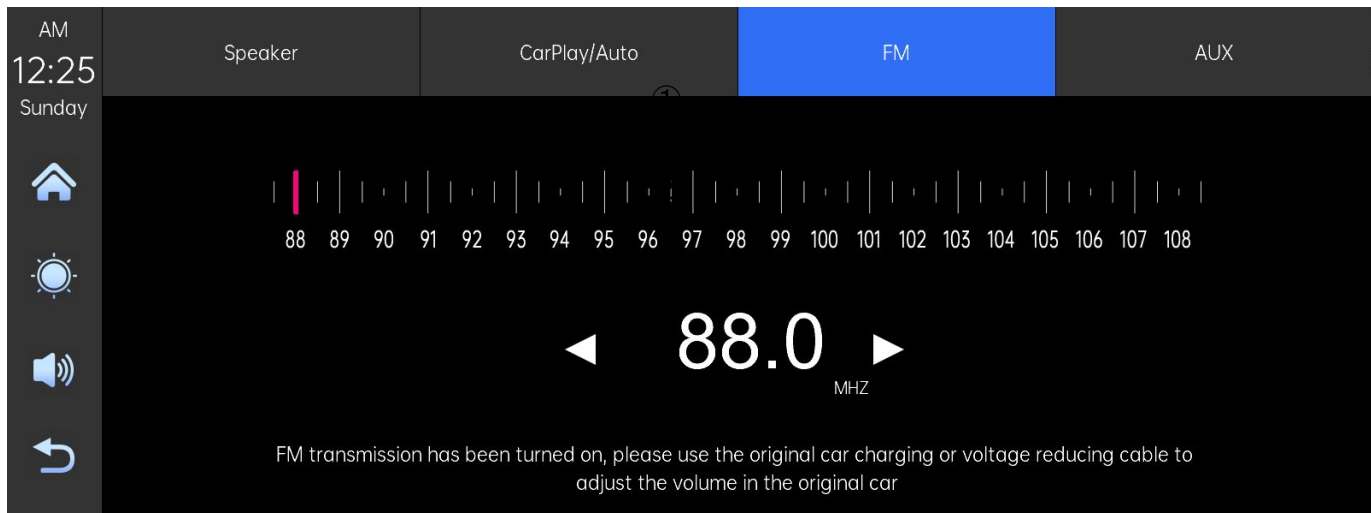 AM
12:25
Sunday
Speaker CarPlay/Auto FM AUX
①
88 89 90 91 92 93 94 95 96 97 98 99 100 101 102 103 104 105 106 107 108
88.0
MHZ
FM transmission has been turned on, please use the original car charging or voltage reducing cable to
adjust the volume in the original car